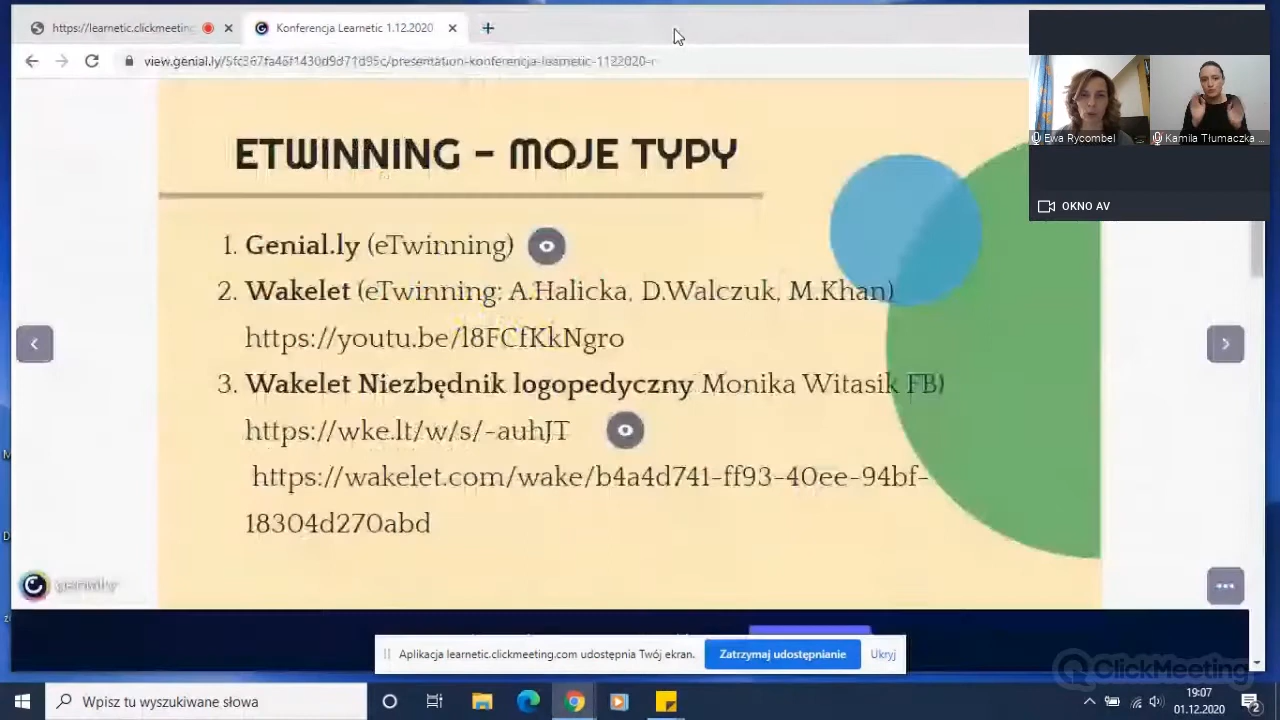 https://learnetic.clickmeeting
Konferencja Learnetic 1.12.2020
view.genial.ly/5fc367fa46f1430d9d71d95c/presentation-konferencja-learnetic-1122020-r
ETWINNING - MOJE TYPY
1. Genial.ly (eTwinning)
2. Wakelet (eTwinning: A.Halicka, D.Walczuk, M.Khan)
https://youtu.be/l8FCfKkNgro
3. Wakelet Niezbędnik logopedyczny Monika Witasik FB)
https://wke.lt/w/s/-auhJT
https://wakelet.com/wake/b4a4d741-ff93-40ee-94bf-
18304d270abd
genially
Ewa Rycombel
Kamila Tłumaczka ...
OKNO AV
Aplikacja learnetic.clickmeeting.com udostępnia Twój ekran.
Zatrzymaj udostępnianie
Ukryj
ClickMeeting
Wpisz tu wyszukiwane słowa
19:07
01.12.2020
2